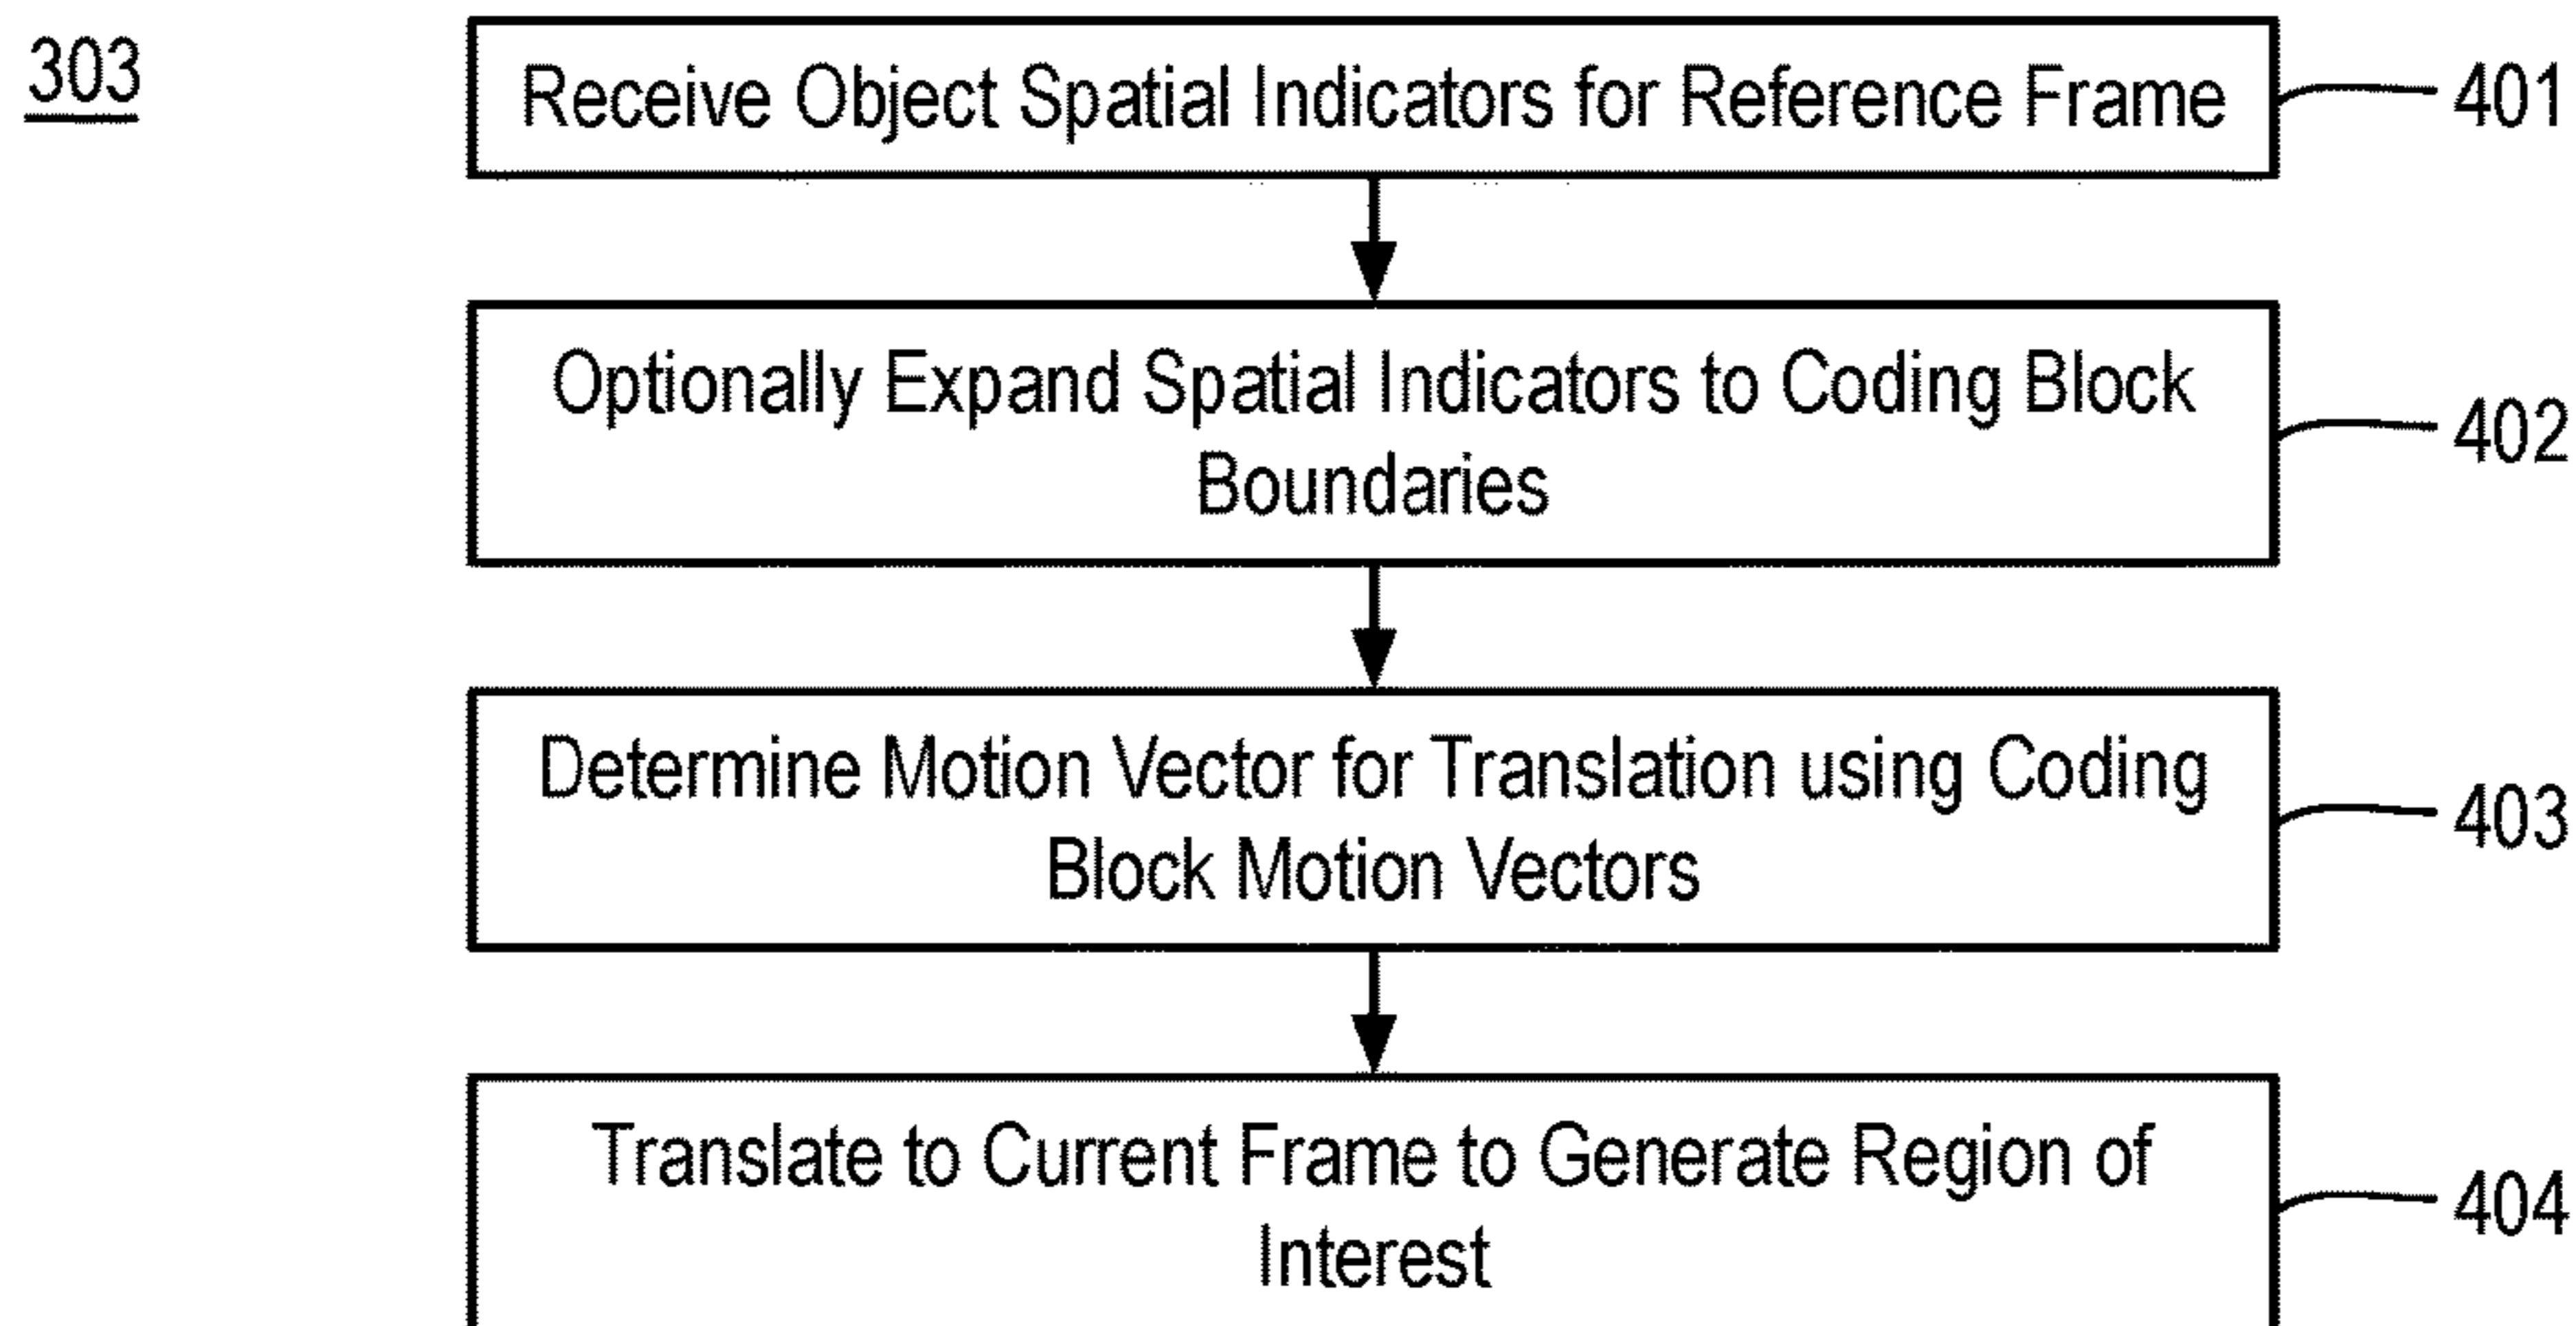 303
Receive Object Spatial Indicators for Reference Frame
401
Optionally Expand Spatial Indicators to Coding Block
Boundaries
402
Determine Motion Vector for Translation using Coding
Block Motion Vectors
403
Translate to Current Frame to Generate Region of
Interest
404